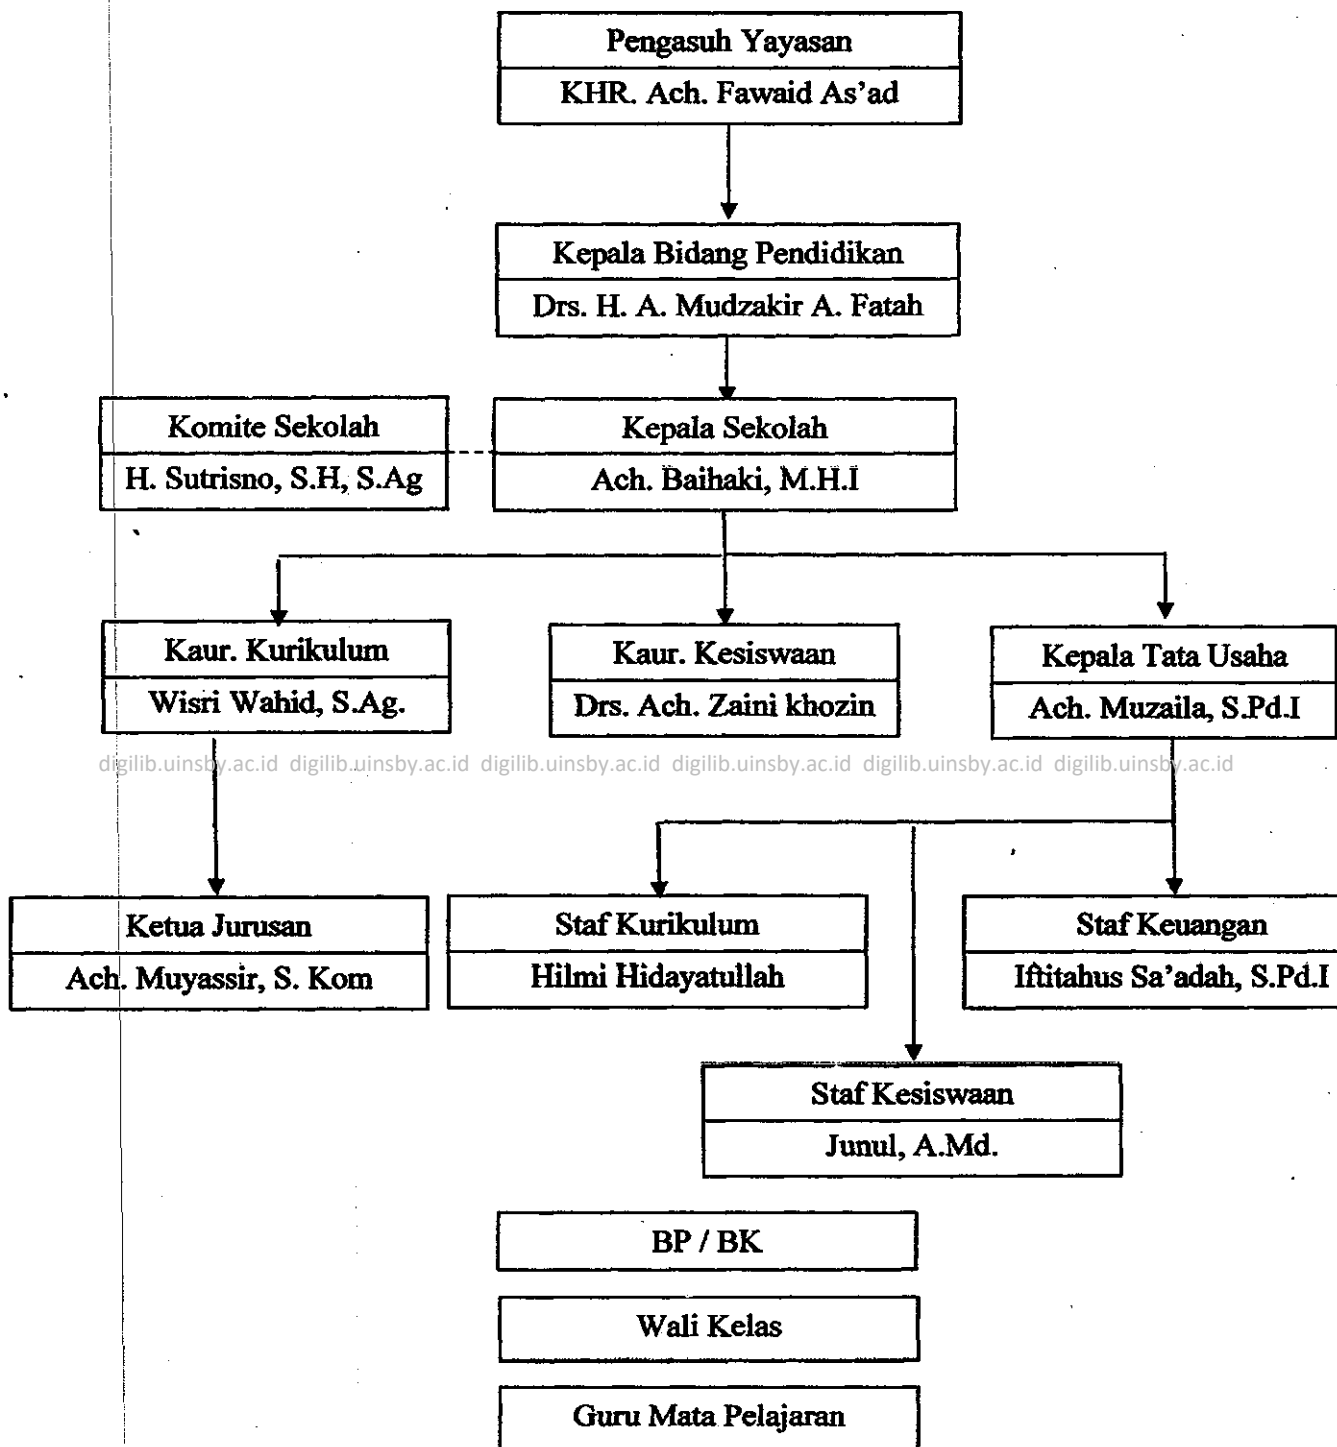 Pengasuh Yayasan
KHR. Ach. Fawaid As'ad
Kepala Bidang Pendidikan
Drs. H. A. Mudzakir A. Fatah
Komite Sekolah
H. Sutrisno, S.H, S.Ag
Kepala Sekolah
Ach. Baihaki, M.H.I
Kaur. Kurikulum
Wisri Wahid, S.Ag.
Kaur. Kesiswaan
Drs. Ach. Zaini khozin
Kepala Tata Usaha
Ach. Muzaila, S.Pd.I
digilib.uinsby.ac.id digilib.uinsby.ac.id digilib.uinsby.ac.id digilib.uinsby.ac.id digilib.uinsby.ac.id digilib.uinsby.ac.id
Ketua Jurusan
Ach. Muyassir, S. Kom
Staf Kurikulum
Hilmi Hidayatullah
Staf Keuangan
Iftitahus Sa'adah, S.Pd.I
Staf Kesiswaan
Junul, A.Md.
BP / BK
Wali Kelas
Guru Mata Pelajaran